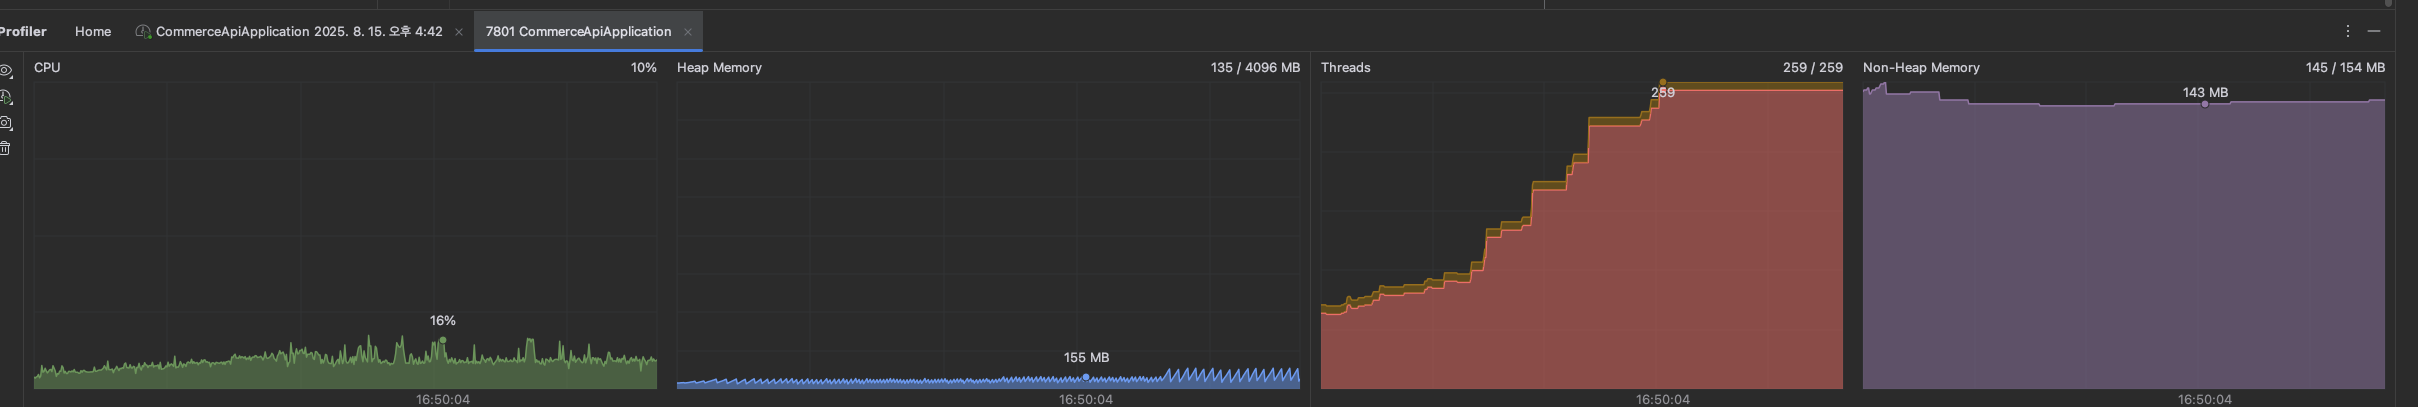 Profiler Home CommerceApiApplication 2025. 8. 15. 오후 4:42 × 7801 CommerceApiApplication ×
CPU 10%
16%
16:50:04
Heap Memory 135 / 4096 MB
155 MB
16:50:04
Threads 259 / 259
259
16:50:04
Non-Heap Memory 145 / 154 MB
143 MB
16:50:04